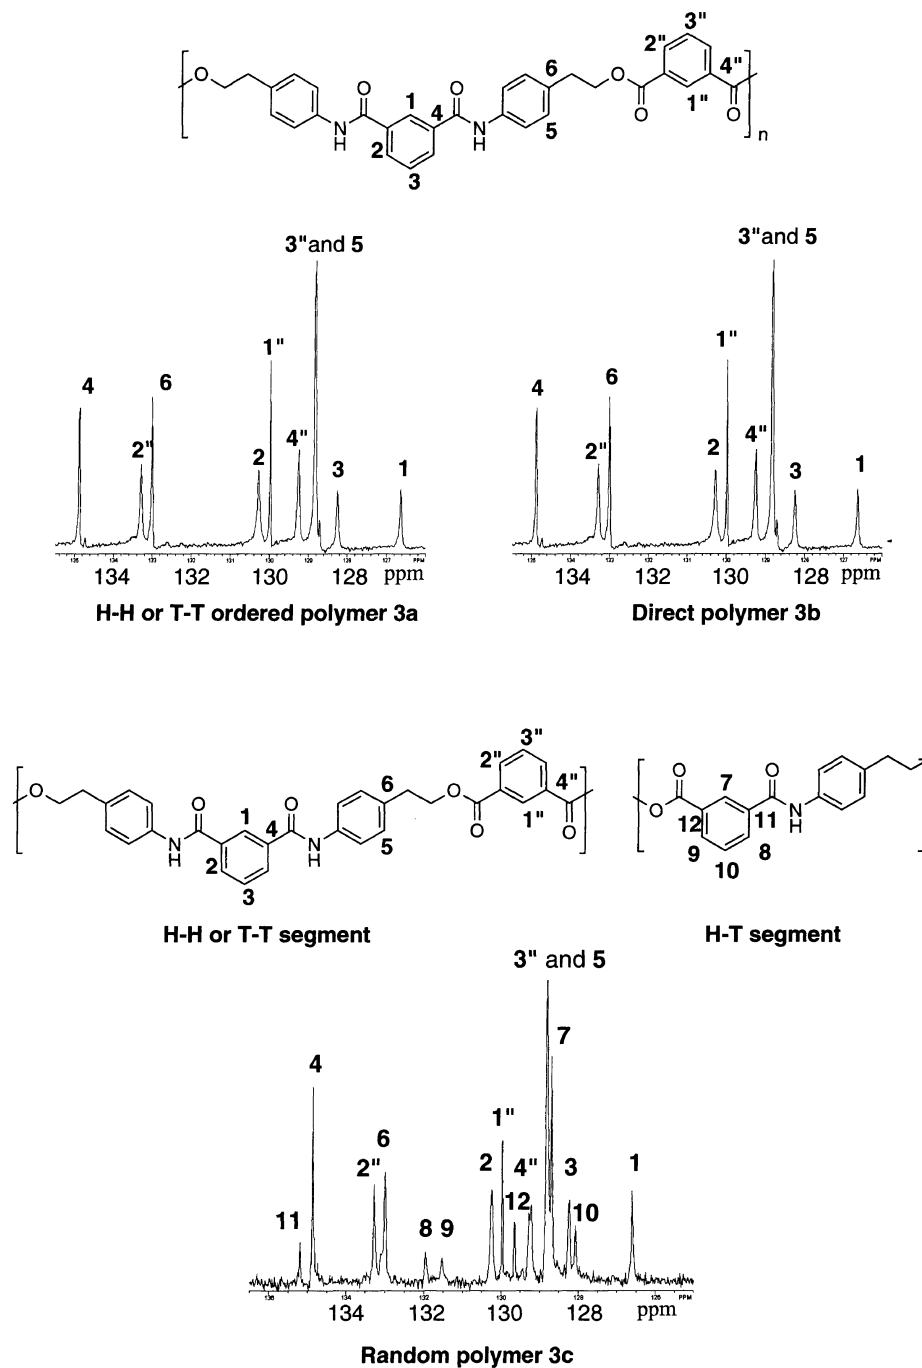 3"
2"
6
O
O
O
O
4"
1
4
O
1"
O
N
H
N
H
5
O
n
2
3
3"and 5
3"and 5
1"
1"
4
6
4
6
2"
2
4"
3
1
2"
2
4"
3
1
134 132 130 128 ppm
134 132 130 128 ppm
H-H or T-T ordered polymer 3a
Direct polymer 3b
3"
2"
6
O
O
O
O
4"
1
4
O
1"
O
N
H
N
H
5
2
3
O
7
O
O
12
11
N
H
9
8
10
H-H or T-T segment
H-T segment
3" and 5
7
4
1"
6
2"
2
4"
3
1
12
10
11
8
9
134 132 130 128 ppm
Random polymer 3c